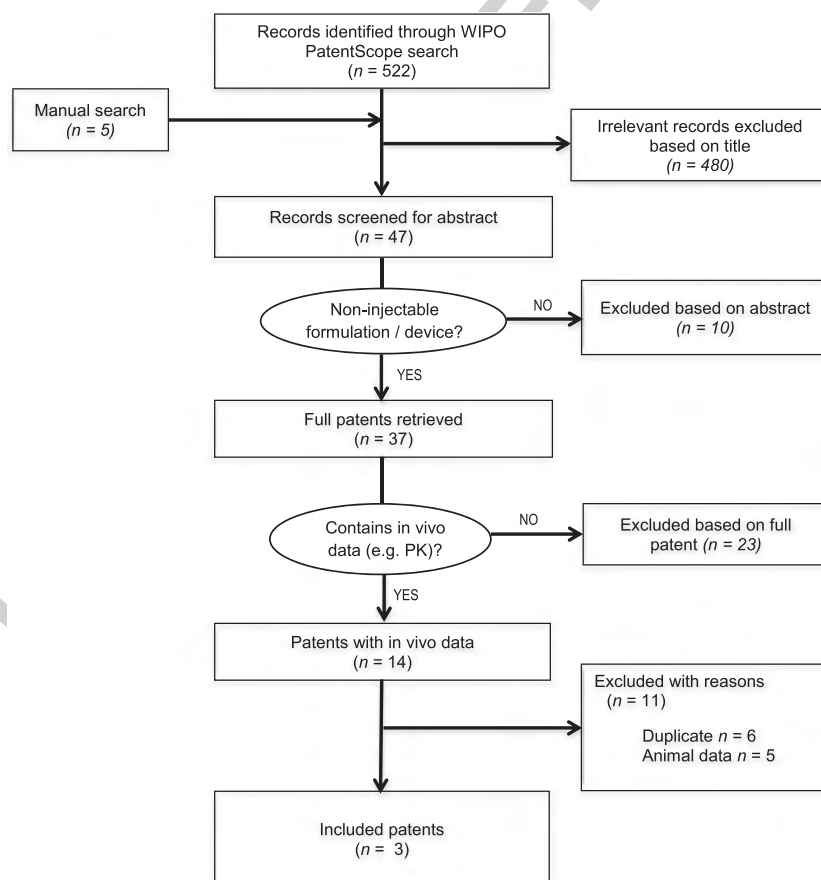 Records identified through WIPO
PatentScope search
(n = 522)
Manual search
(n = 5)
Irrelevant records excluded
based on title
(n = 480)
Records screened for abstract
(n = 47)
Non-injectable
formulation / device?
NO
Excluded based on abstract
(n = 10)
YES
Full patents retrieved
(n = 37)
Contains in vivo
data (e.g. PK)?
NO
Excluded based on full
patent (n = 23)
YES
Patents with in vivo data
(n = 14)
Excluded with reasons
(n = 11)
Duplicate n = 6
Animal data n = 5
Included patents
(n = 3)